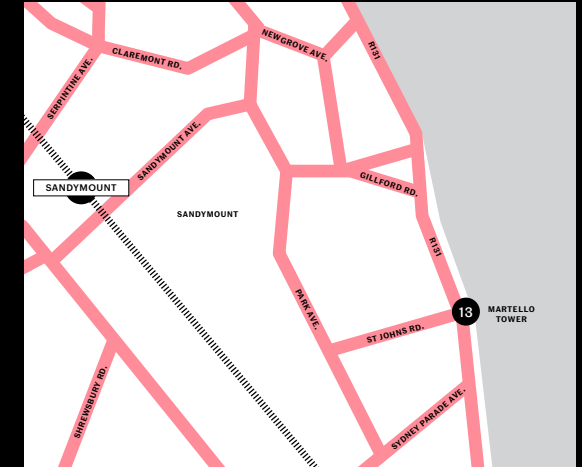 NEWGROVE AVE.
R131
CLAREMONT RD.
SERPINTINE AVE.
SANDYMOUNT AVE.
SANDYMOUNT
GILLFORD RD.
SANDYMOUNT
R131
PARK AVE.
13
MARTELLO
TOWER
ST JOHNS RD.
SHREWSBURY RD.
SYDNEY PARADE AVE.